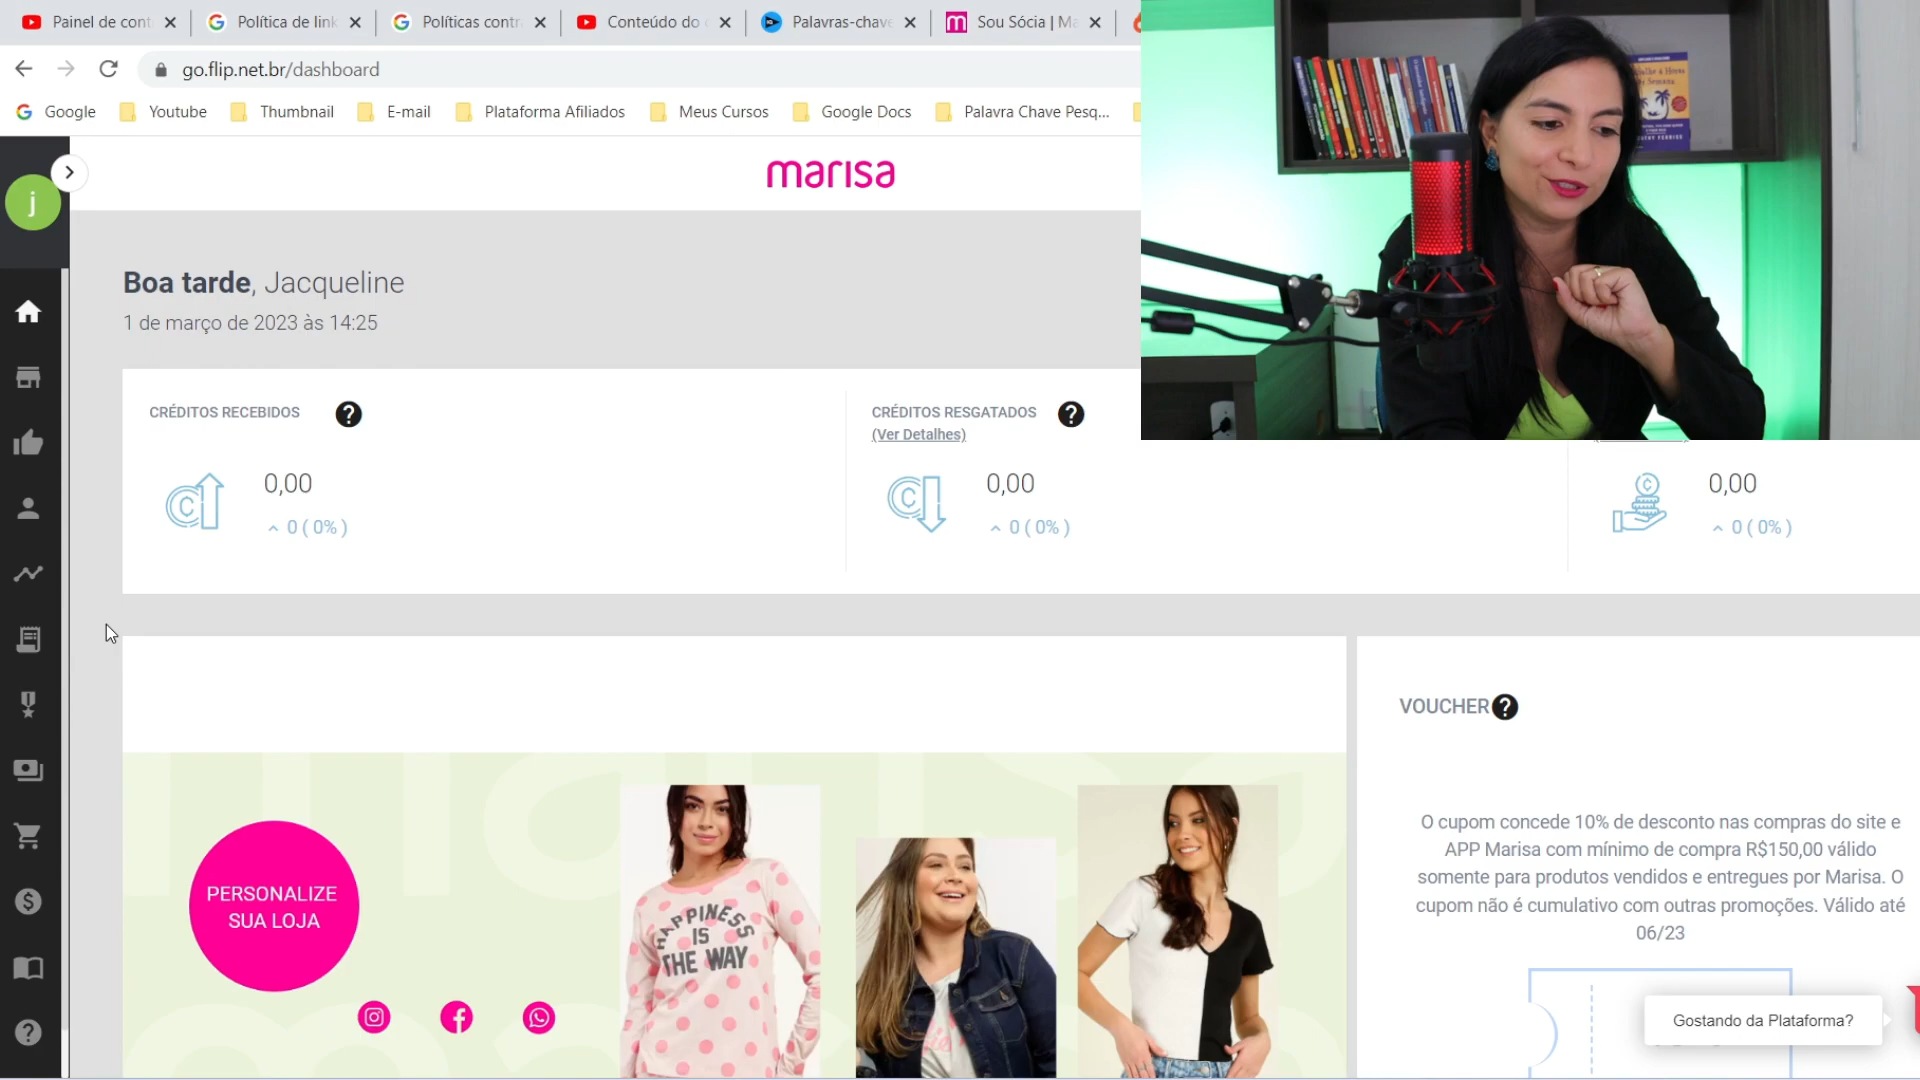 Painel de cont
Política de link
Políticas contr
Conteúdo do
Palavras-chave
Sou Sócia | Ma
go.flip.net.br/dashboard
Google
Youtube
Thumbnail
E-mail
Plataforma Afiliados
Meus Cursos
Google Docs
Palavra Chave Pesq...
j
marisa
Boa tarde, Jacqueline
1 de março de 2023 às 14:25
CRÉDITOS RECEBIDOS
0,00
0 ( 0% )
CRÉDITOS RESGATADOS
(Ver Detalhes)
0,00
0 ( 0% )
0,00
0 ( 0% )
PERSONALIZE
SUA LOJA
HAPPINESS
IS
THE WAY
VOUCHER
O cupom concede 10% de desconto nas compras do site e
APP Marisa com mínimo de compra R$150,00 válido
somente para produtos vendidos e entregues por Marisa. O
cupom não é cumulativo com outras promoções. Válido até
06/23
Gostando da Plataforma?